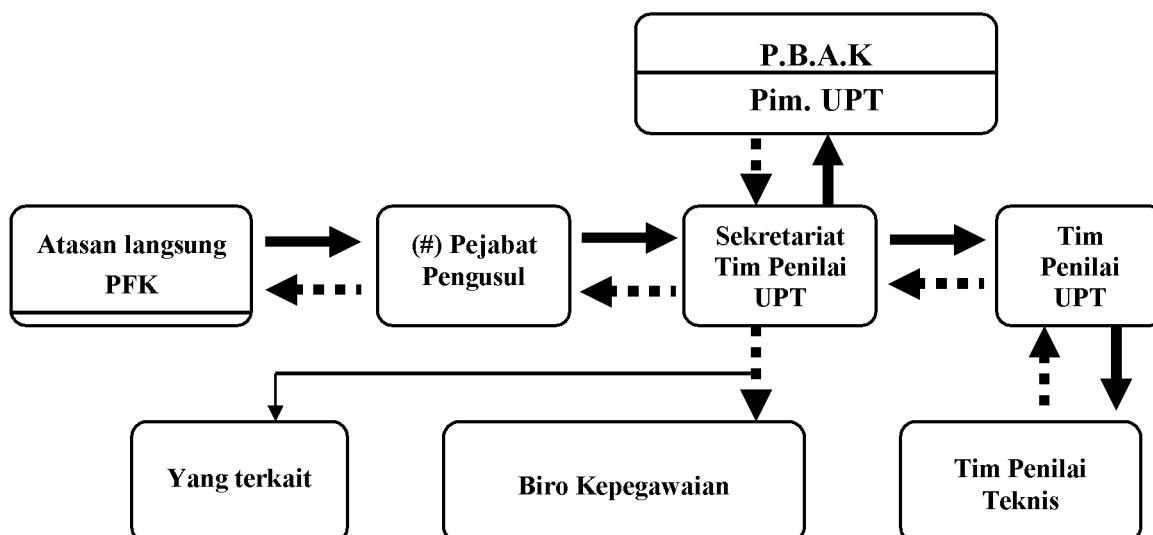 P.B.A.K
Pim. UPT
Atasan langsung
PFK
(#) Pejabat
Pengusul
Sekretariat
Tim Penilai
UPT
Tim
Penilai
UPT
Yang terkait
Biro Kepegawaian
Tim Penilai
Teknis